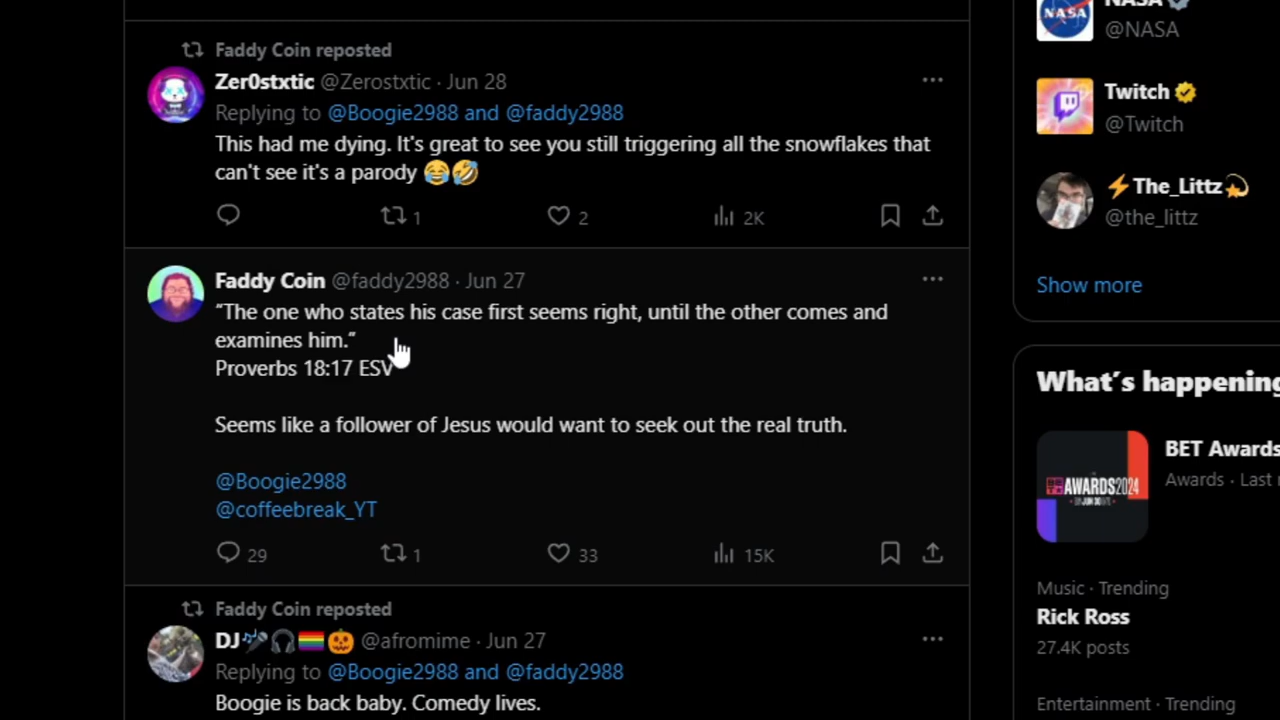 Faddy Coin reposted
Zer0stxtic @Zerostxtic · Jun 28
Replying to @Boogie2988 and @faddy2988
This had me dying. It's great to see you still triggering all the snowflakes that
can't see it's a parody 😂🤣
1 2 2K
Faddy Coin @faddy2988 · Jun 27
“The one who states his case first seems right, until the other comes and
examines him.”
Proverbs 18:17 ESV
Seems like a follower of Jesus would want to seek out the real truth.
@Boogie2988
@coffeebreak_YT
29 1 33 15K
Faddy Coin reposted
DJ🎶🎤🎧🏳️‍🌈🎃 @afromime · Jun 27
Replying to @Boogie2988 and @faddy2988
Boogie is back baby. Comedy lives.
NASA
NASA
@NASA
Twitch
@Twitch
⚡The_Littz💫
@the_littz
Show more
What's happening
AWARDS2024
BET Awards
Awards · Last
Music · Trending
Rick Ross
27.4K posts
Entertainment · Trending